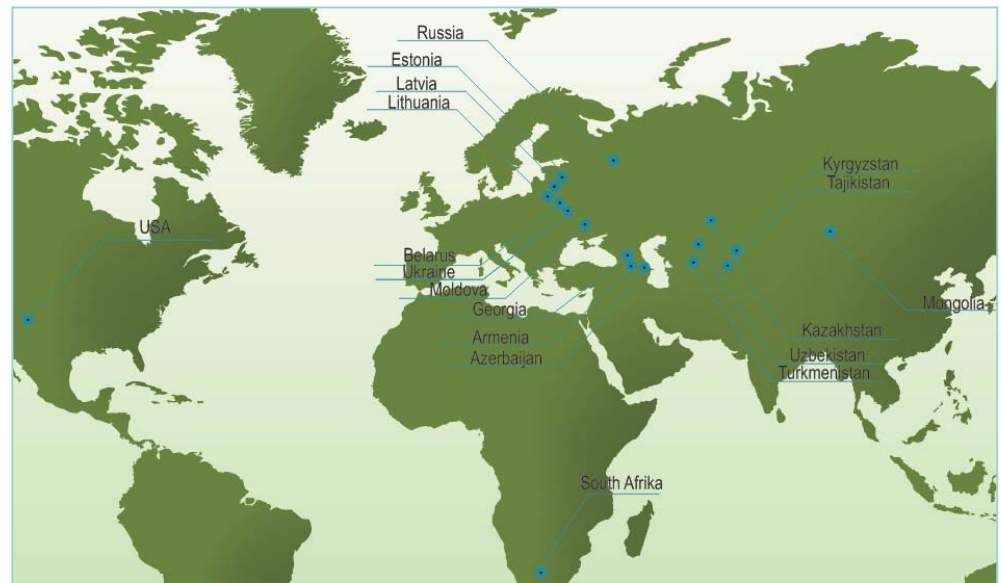 Russia
Estonia
Latvia
Lithuania
Kyrgyzstan
Tajikistan
USA
Belarus
Ukraine
Moldova
Georgia
Mongolia
Armenia
Kazakhstan
Azerbaijan
Uzbekistan
Turkmenistan
South Afrika